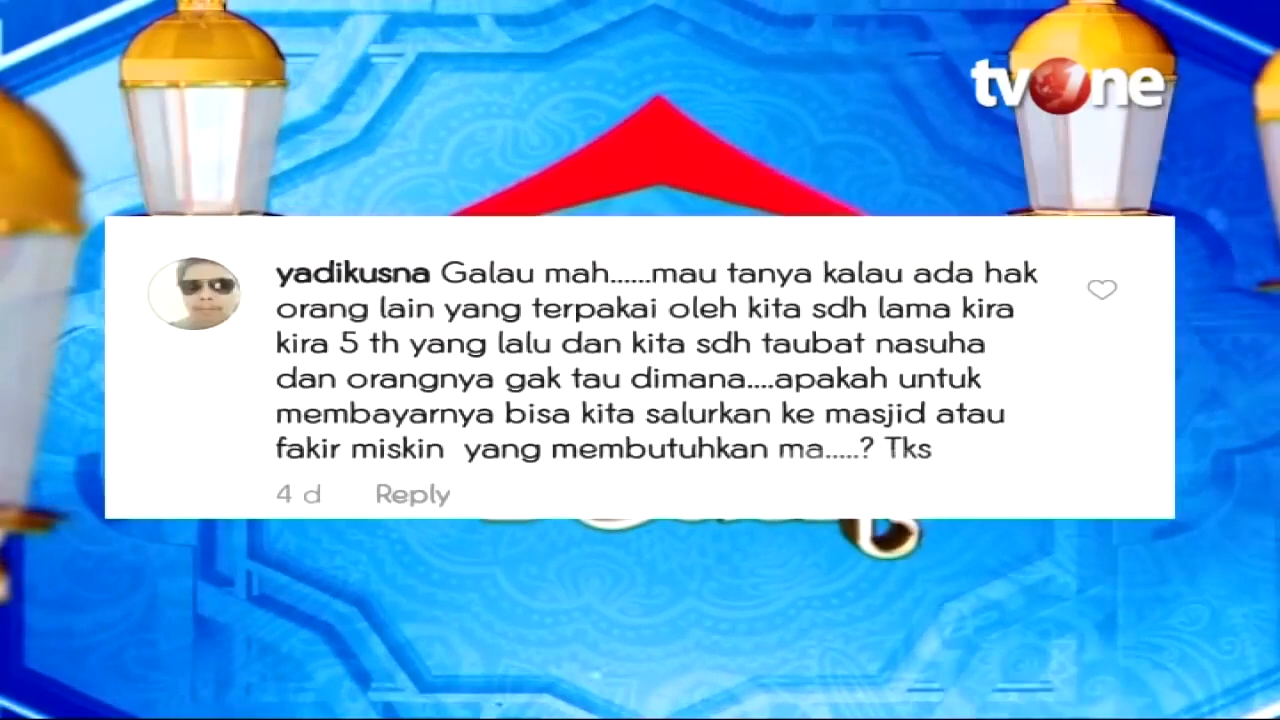 tvOne
yadikusna Galau mah......mau tanya kalau ada hak
orang lain yang terpakai oleh kita sdh lama kira
kira 5 th yang lalu dan kita sdh taubat nasuha
dan orangnya gak tau dimana....apakah untuk
membayarnya bisa kita salurkan ke masjid atau
fakir miskin  yang membutuhkan ma.....? Tks
4 d Reply